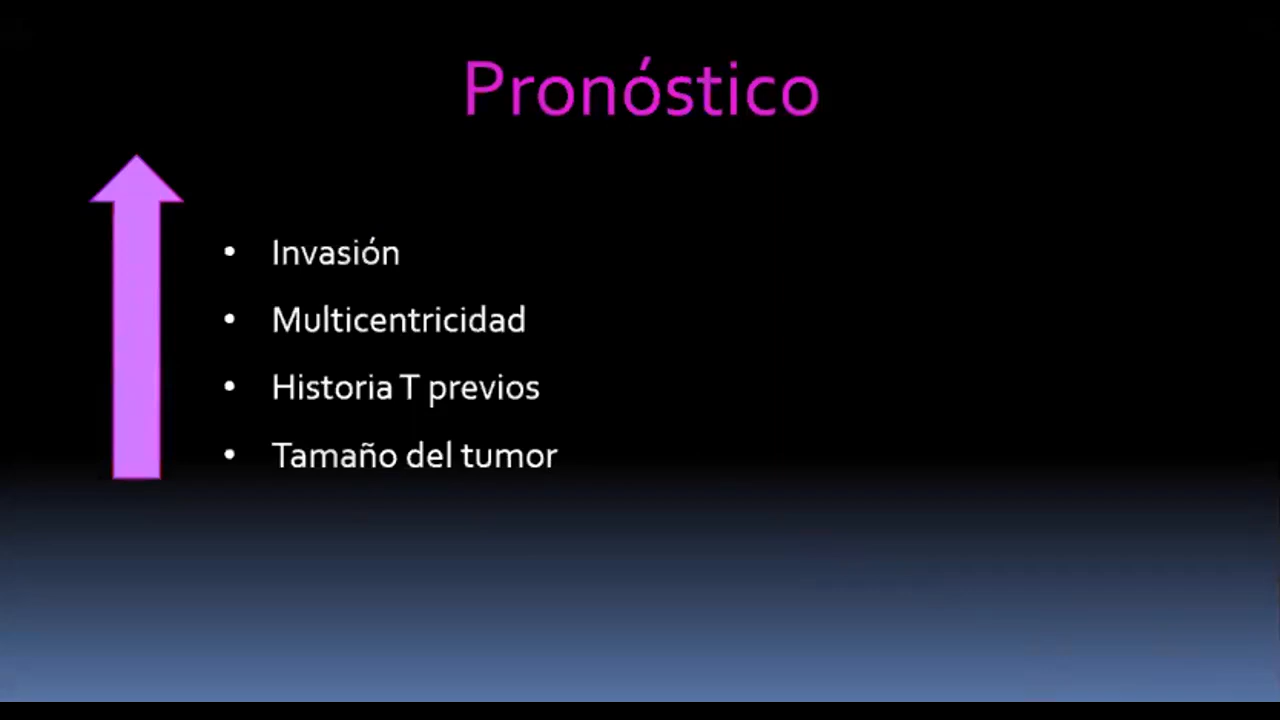 Pronóstico
• Invasión
• Multicentricidad
• Historia T previos
• Tamaño del tumor